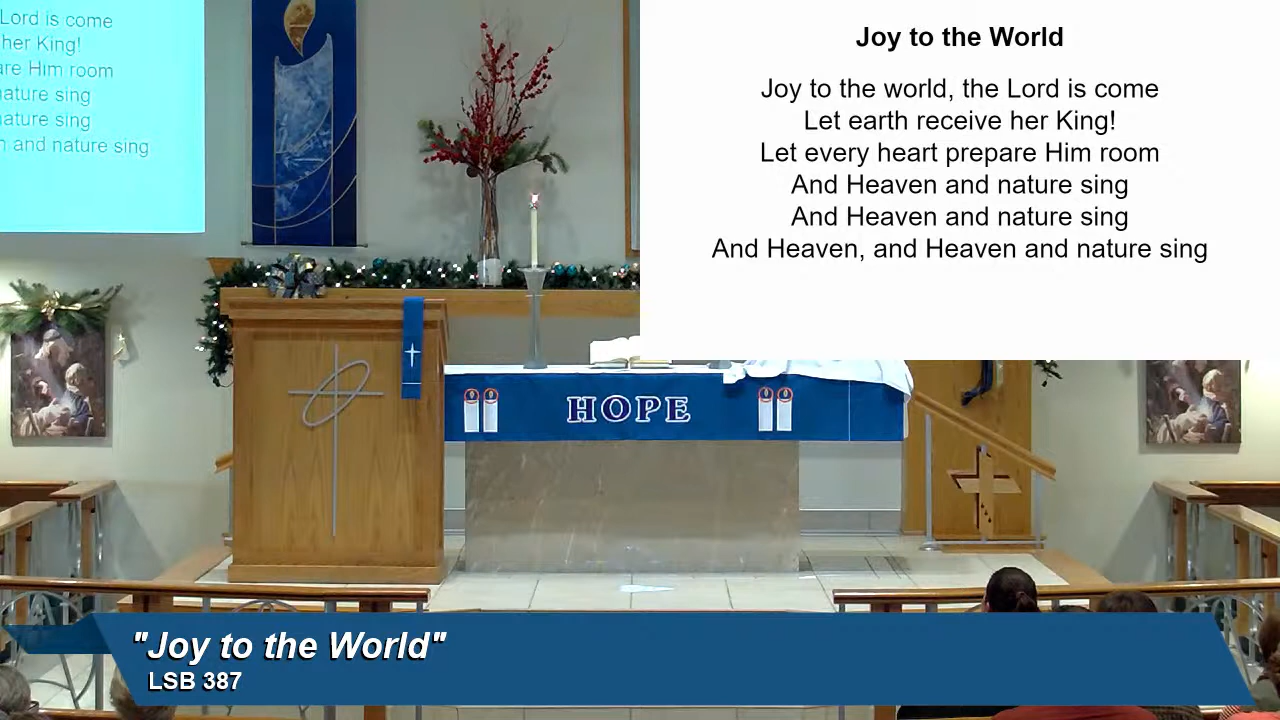 Lord is come
her King!
Him room
nature sing
nature sing
and nature sing
Joy to the World
Joy to the world, the Lord is come
Let earth receive her King!
Let every heart prepare Him room
And Heaven and nature sing
And Heaven and nature sing
And Heaven, and Heaven and nature sing
HOPE
"Joy to the World"
LSB 387